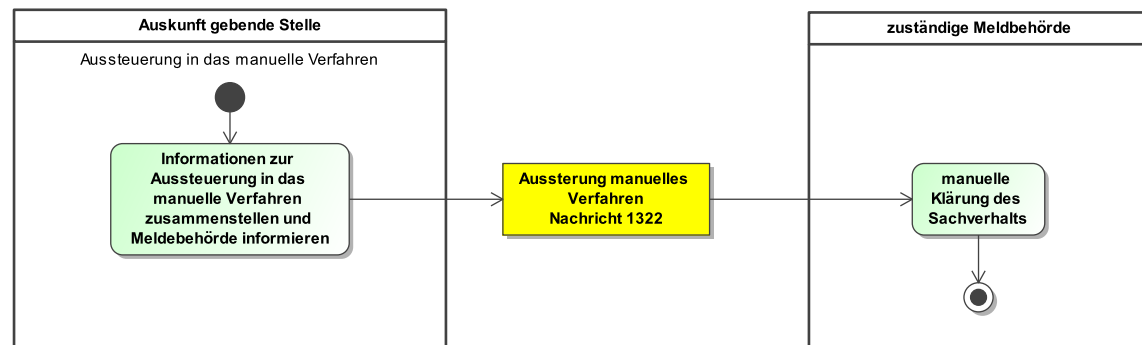 Auskunft gebende Stelle
Aussteuerung in das manuelle Verfahren
Informationen zur
Aussteuerung in das
manuelle Verfahren
zusammenstellen und
Meldebehörde informieren
Aussterung manuelles
Verfahren
Nachricht 1322
zuständige Meldbehörde
manuelle
Klärung des
Sachverhalts